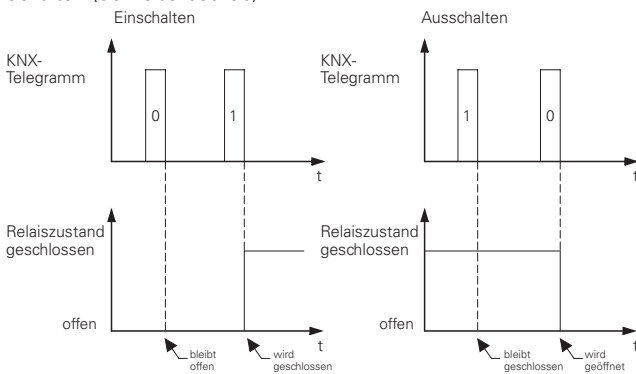 Einschalten
Ausschalten
KNX-
Telegramm
0
1
t
KNX-
Telegramm
1
0
t
Relaiszustand
geschlossen
offen
bleibt
offen
wird
geschlossen
t
Relaiszustand
geschlossen
offen
bleibt
geschlossen
wird
geöffnet
t